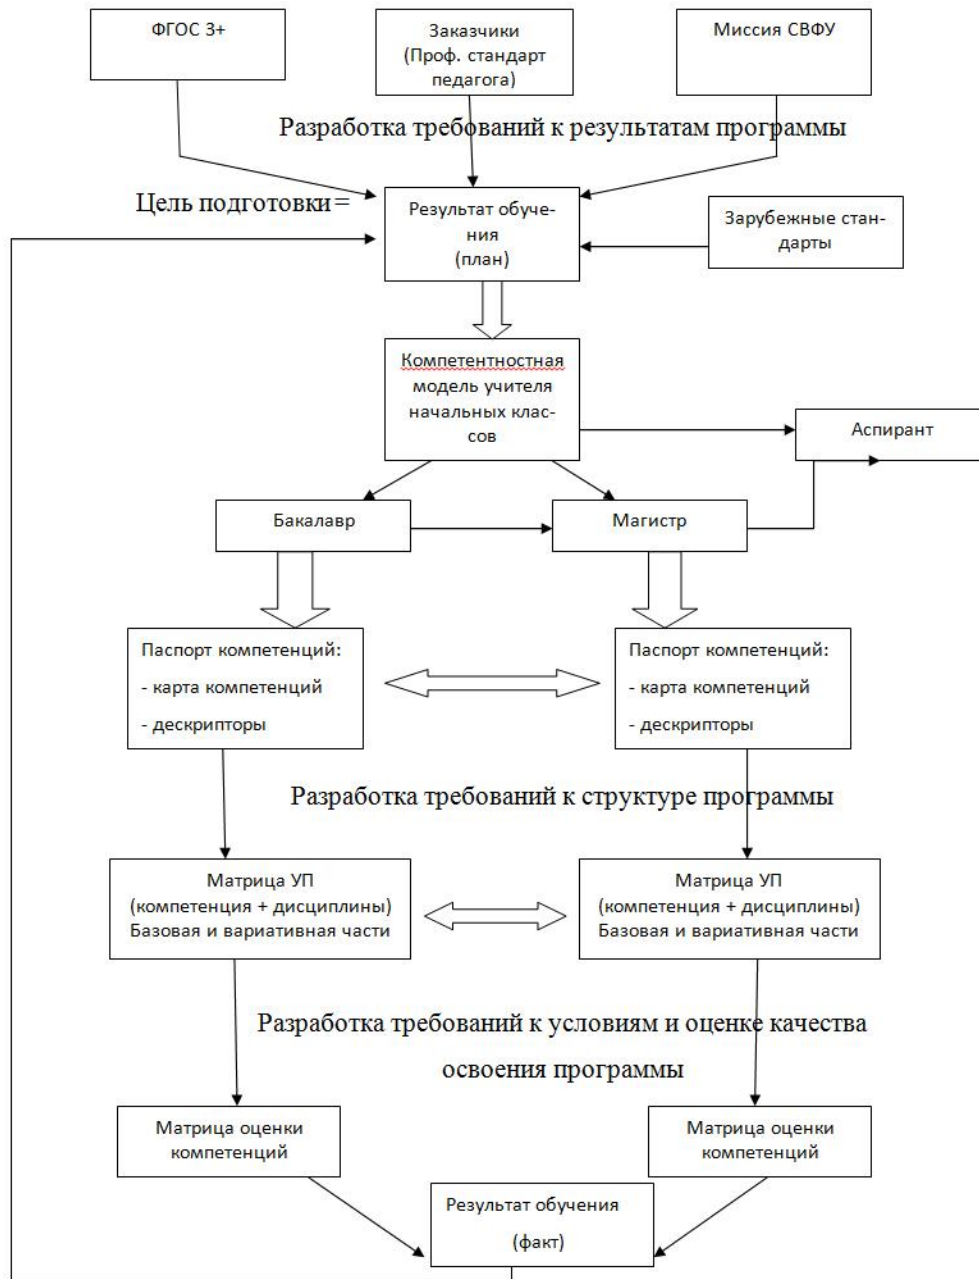 ФГОС 3+
Заказчики
(Проф. стандарт
педагога)
Миссия СВФУ
Разработка требований к результатам программы
Цель подготовки=
Результат обуче-
ния
(план)
Зарубежные стан-
дарты
Компетентностная
модель учителя
начальных клас-
сов
Аспирант
Бакалавр
Магистр
Паспорт компетенций:
- карта компетенций
- дескрипторы
Паспорт компетенций:
- карта компетенций
- дескрипторы
Разработка требований к структуре программы
Матрица УП
(компетенция + дисциплины)
Базовая и вариативная части
Матрица УП
(компетенция + дисциплины)
Базовая и вариативная части
Разработка требований к условиям и оценке качества
освоения программы
Матрица оценки
компетенций
Матрица оценки
компетенций
Результат обучения
(факт)